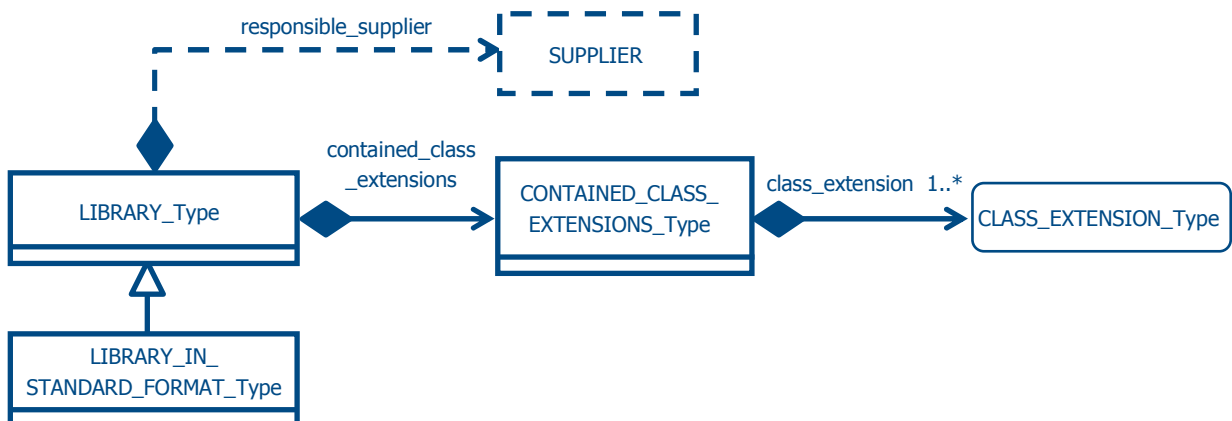 responsible_supplier
SUPPLIER
contained_class
_extensions
LIBRARY_Type
CONTAINED_CLASS_
EXTENSIONS_Type
class_extension 1..*
CLASS_EXTENSION_Type
LIBRARY_IN_
STANDARD_FORMAT_Type